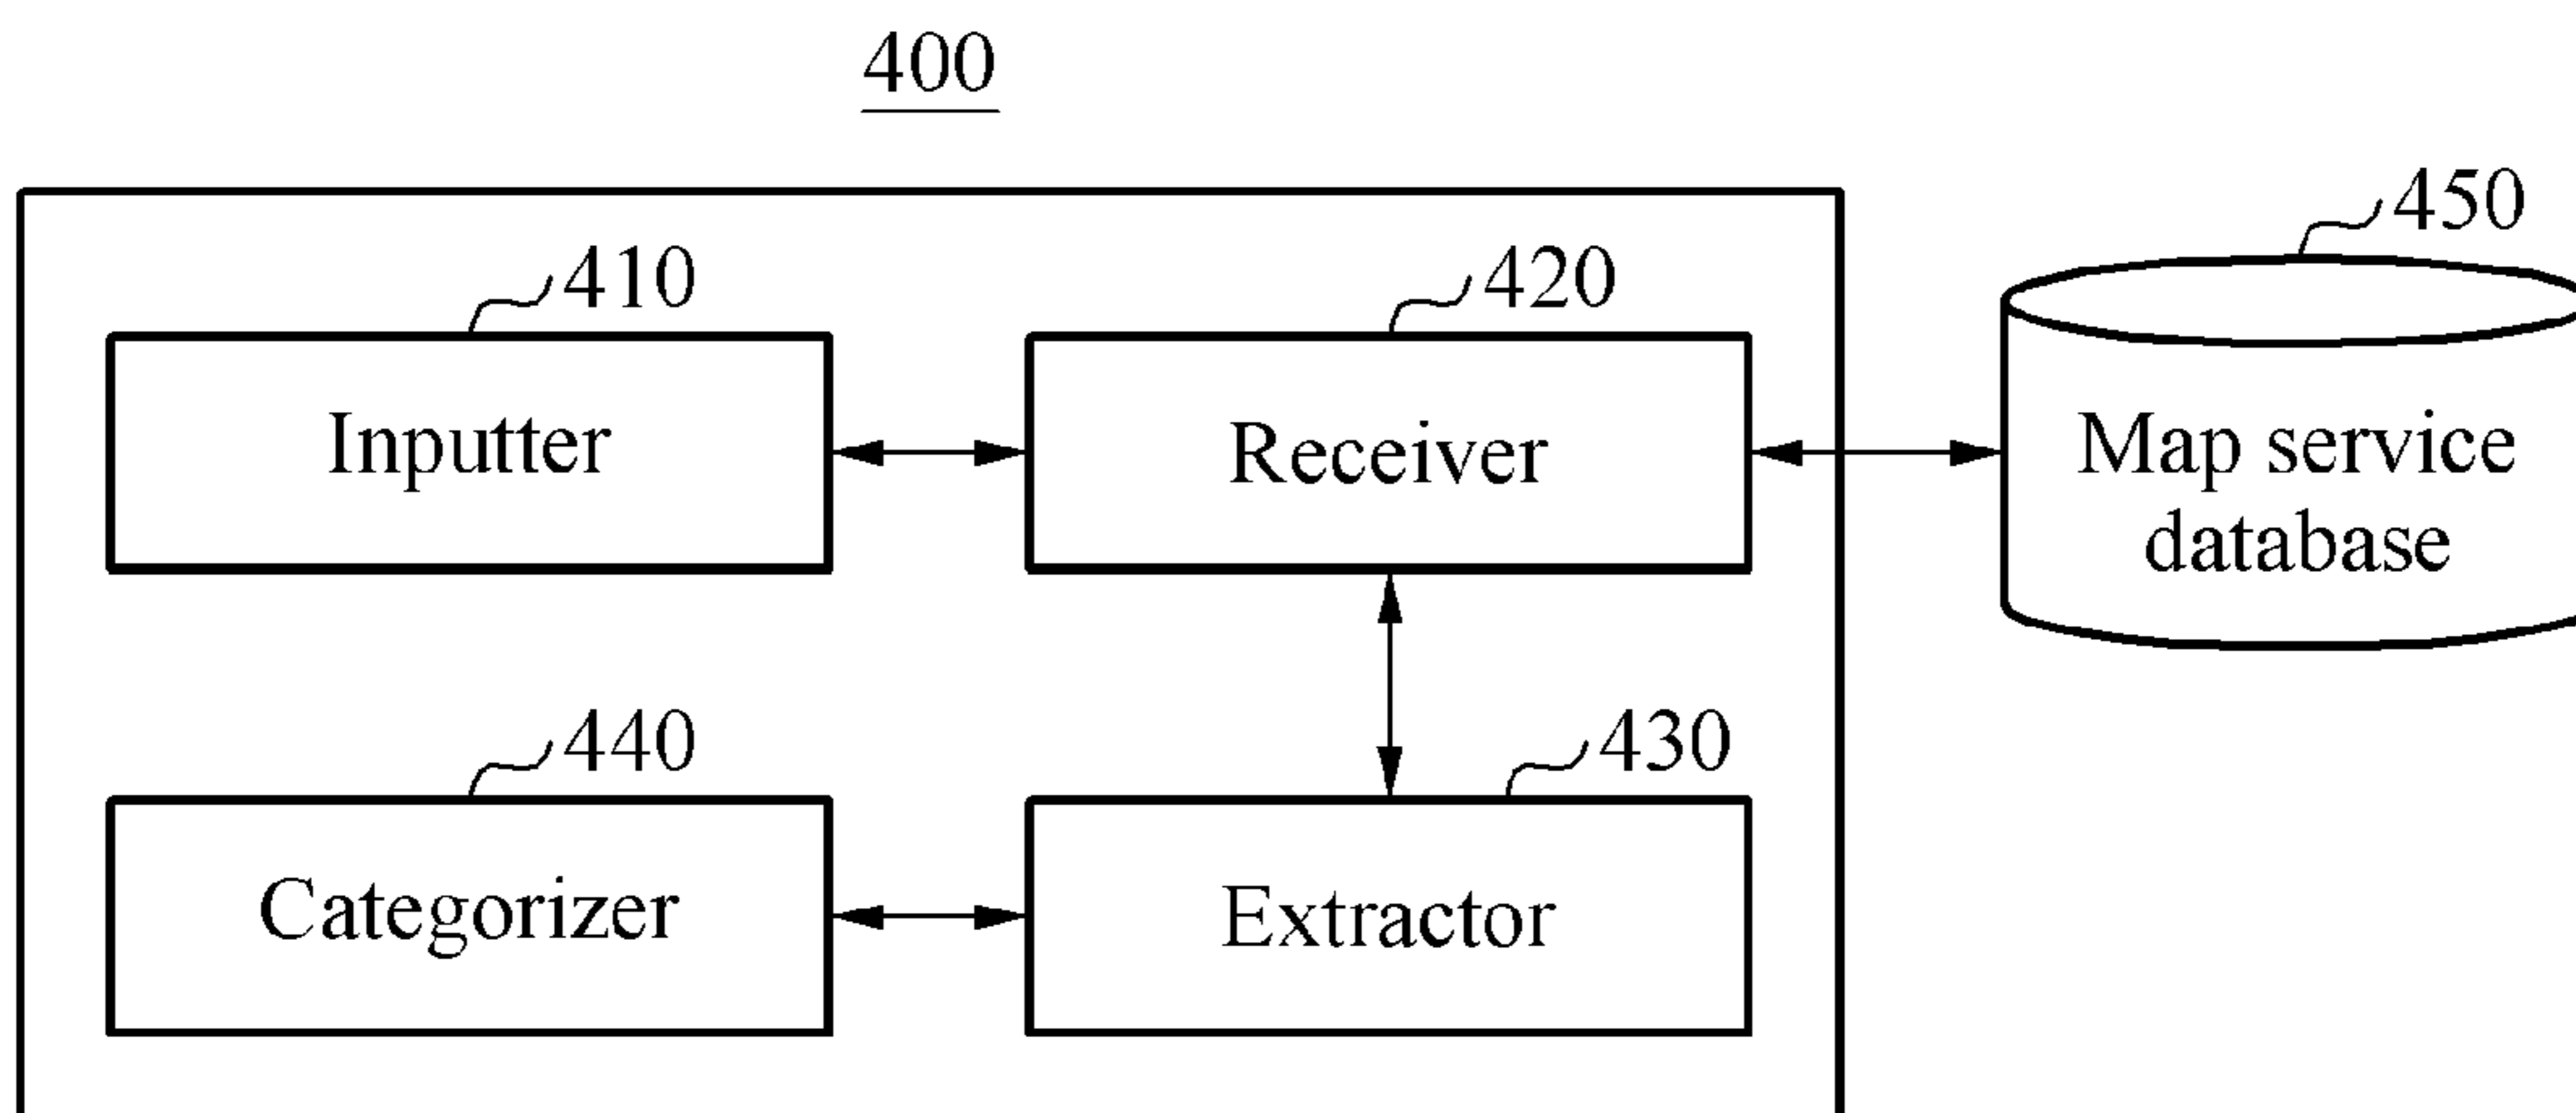 400
450
410
420
Inputter
Receiver
Map service
database
440
430
Categorizer
Extractor